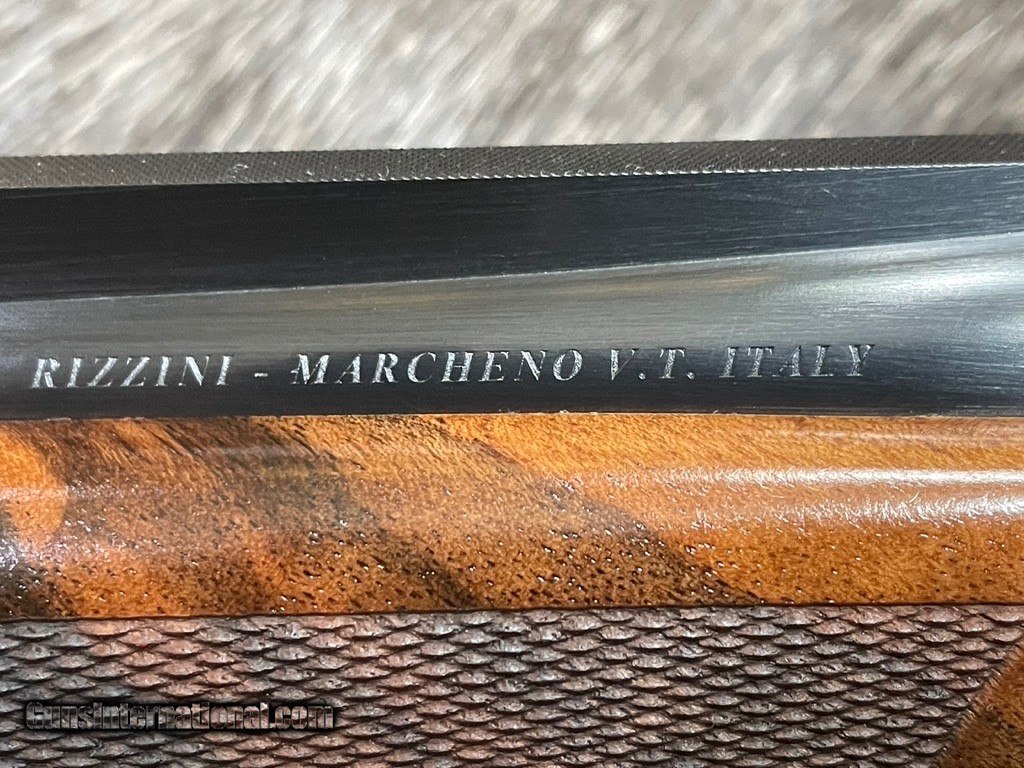 RIZZINI - MARCHENO V.T. ITALY
GunsInternational.com